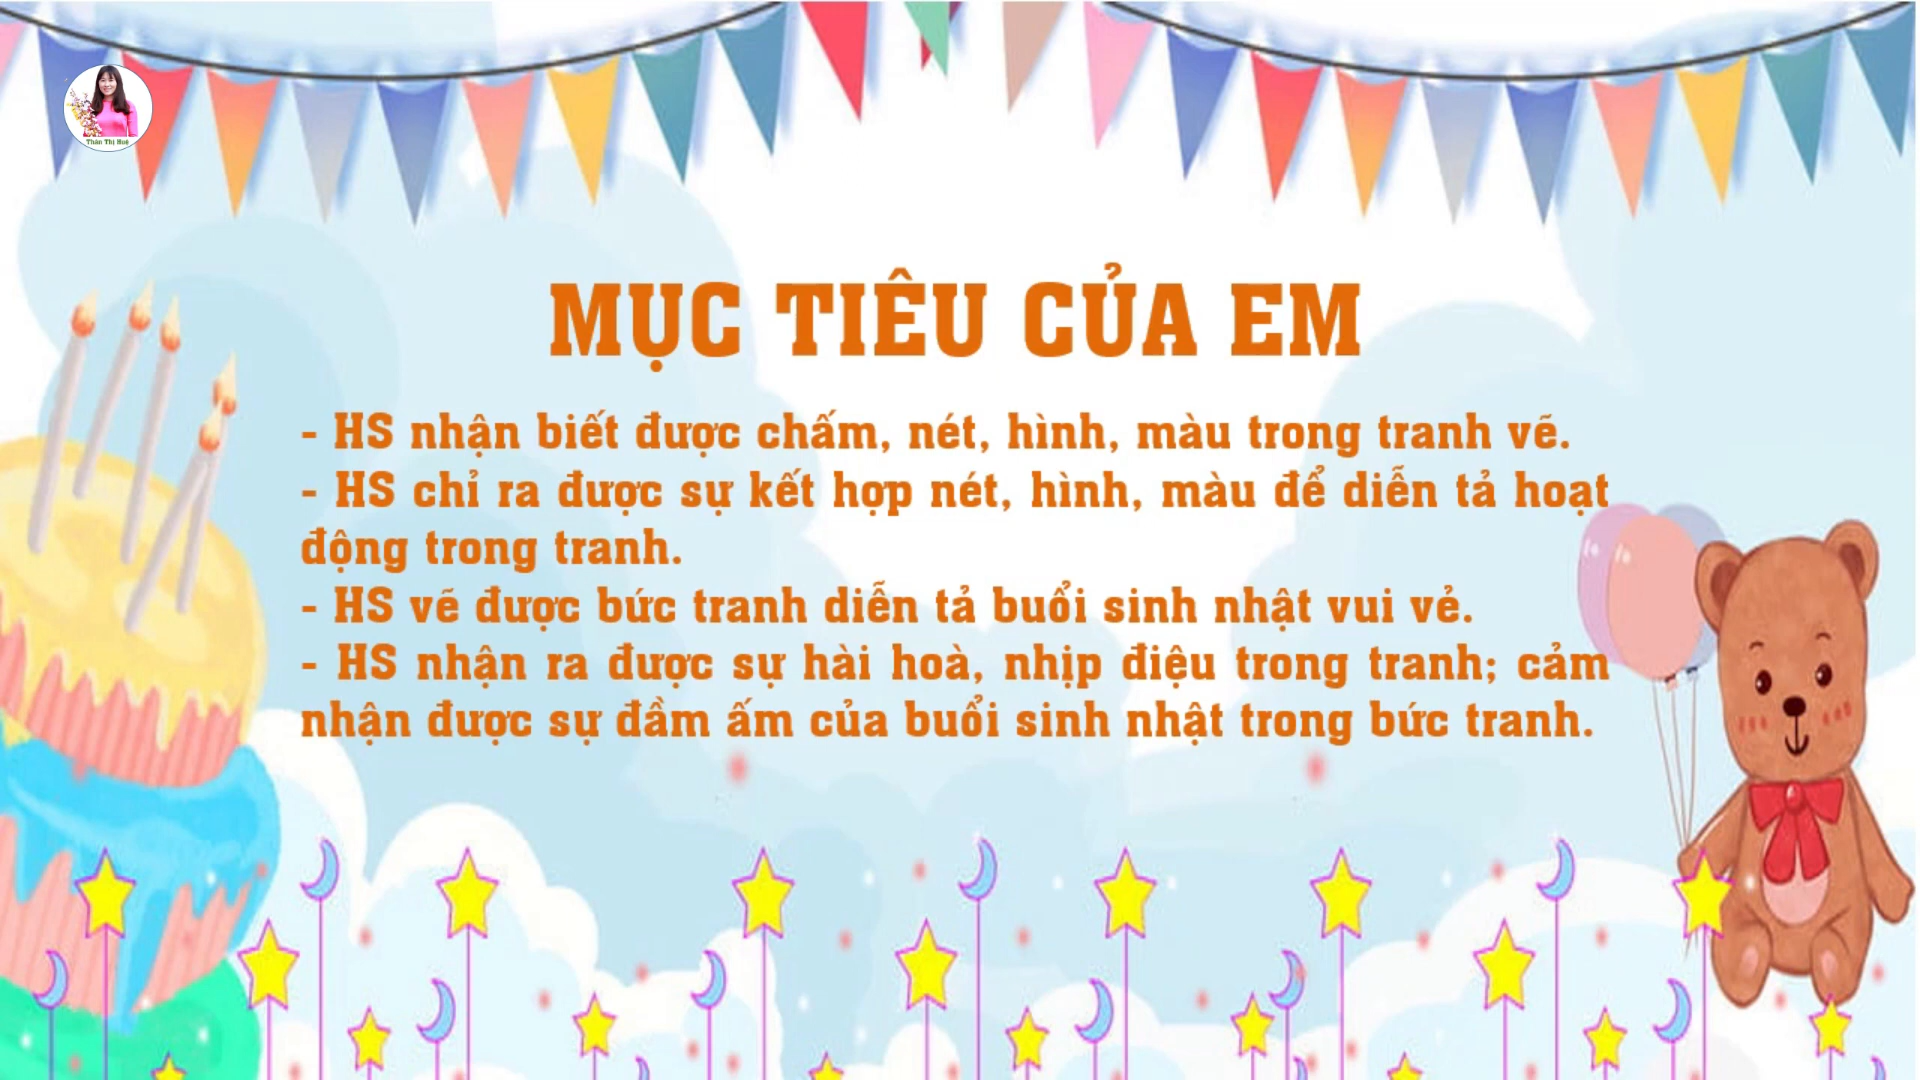 Thân Thị Huệ
MỤC TIÊU CỦA EM
- HS nhận biết được chấm, nét, hình, màu trong tranh vẽ.
- HS chỉ ra được sự kết hợp nét, hình, màu để diễn tả hoạt
động trong tranh.
- HS vẽ được bức tranh diễn tả buổi sinh nhật vui vẻ.
- HS nhận ra được sự hài hoà, nhịp điệu trong tranh; cảm
nhận được sự đầm ấm của buổi sinh nhật trong bức tranh.